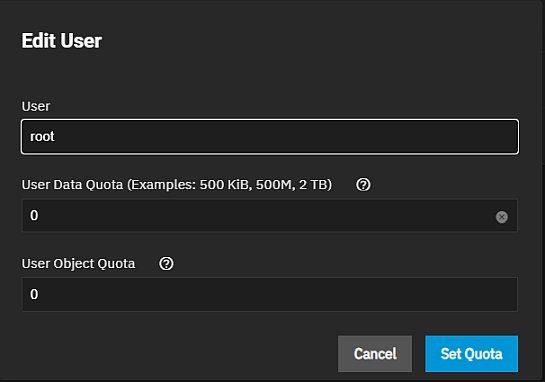 Edit User
User
root
User Data Quota (Examples: 500 KiB, 500M, 2 TB)
0
User Object Quota
0
Cancel Set Quota